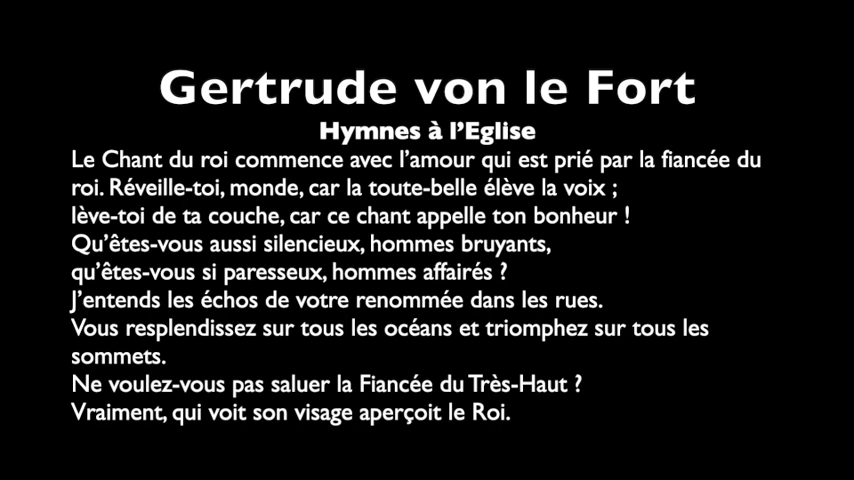 Gertrude von le Fort
Hymnes à l’Eglise
Le Chant du roi commence avec l’amour qui est prié par la fiancée du
roi. Réveille-toi, monde, car la toute-belle élève la voix ;
lève-toi de ta couche, car ce chant appelle ton bonheur !
Qu’êtes-vous aussi silencieux, hommes bruyants,
qu’êtes-vous si paresseux, hommes affairés ?
J’entends les échos de votre renommée dans les rues.
Vous resplendissez sur tous les océans et triomphez sur tous les
sommets.
Ne voulez-vous pas saluer la Fiancée du Très-Haut ?
Vraiment, qui voit son visage aperçoit le Roi.